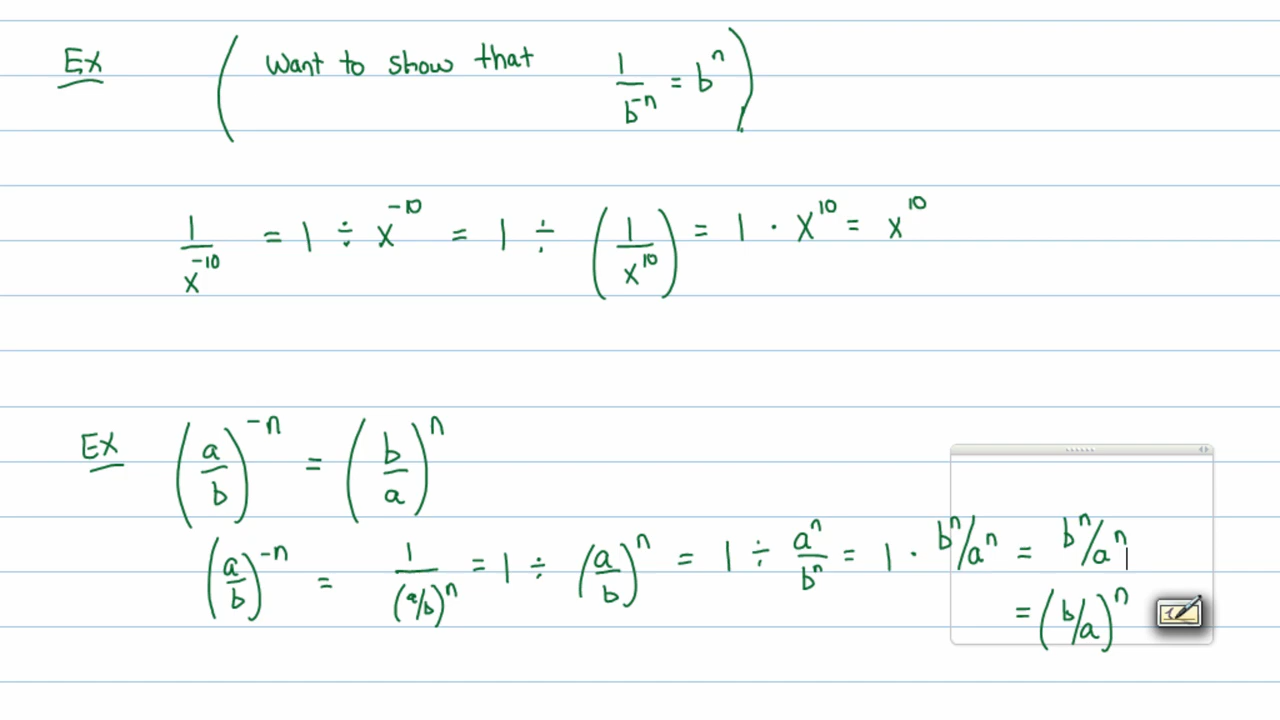 Ex ( Want to show that 1/b^-n = b^n )
1/x^-10 = 1 ÷ x^-10 = 1 ÷ (1/x^10) = 1 · x^10 = x^10
Ex (a/b)^-n = (b/a)^n
(a/b)^-n = 1/(a/b)^n = 1 ÷ (a/b)^n = 1 ÷ a^n/b^n = 1 · b^n/a^n = b^n/a^n
= (b/a)^n